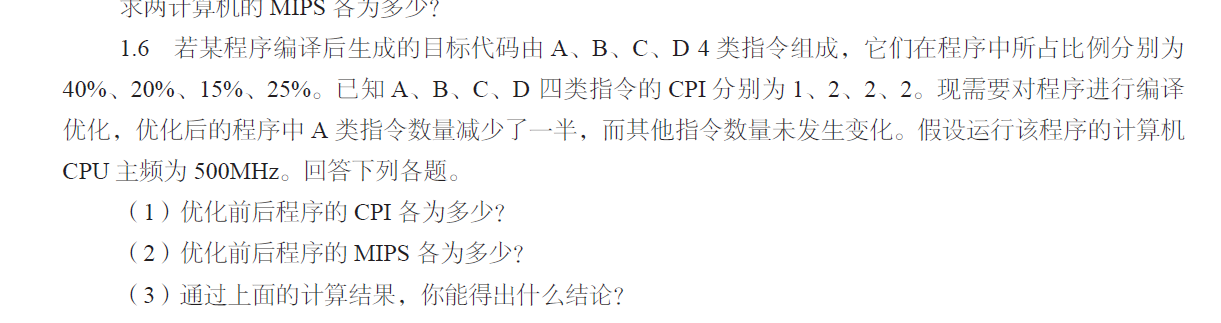 求两计算机的 MIPS 各为多少？
1.6 若某程序编译后生成的目标代码由 A、B、C、D 4 类指令组成，它们在程序中所占比例分别为
40%、20%、15%、25%。已知 A、B、C、D 四类指令的 CPI 分别为 1、2、2、2。现需要对程序进行编译
优化，优化后的程序中 A 类指令数量减少了一半，而其他指令数量未发生变化。假设运行该程序的计算机
CPU 主频为 500MHz。回答下列各题。
（1）优化前后程序的 CPI 各为多少？
（2）优化前后程序的 MIPS 各为多少？
（3）通过上面的计算结果，你能得出什么结论？